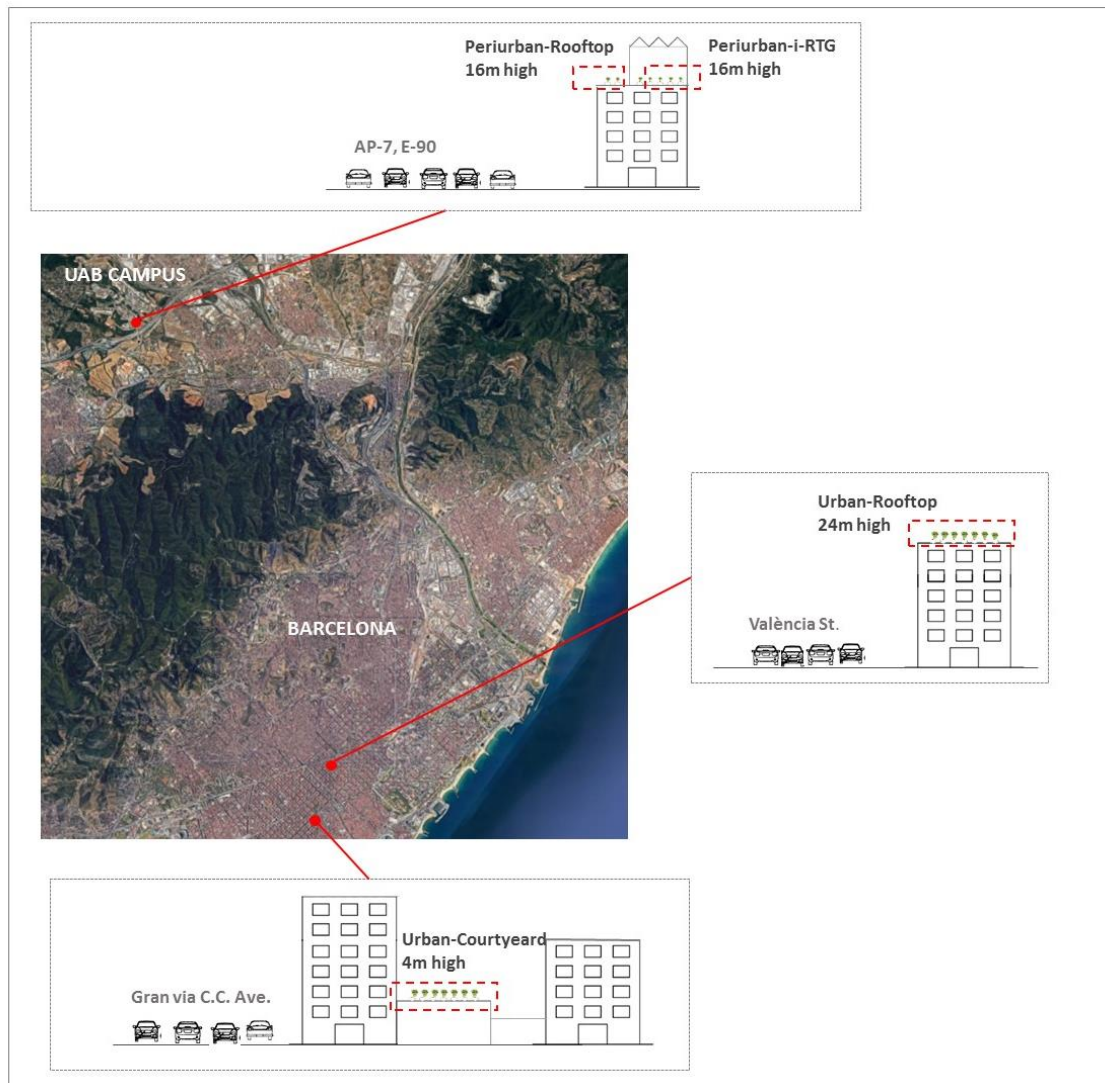 Periurban-Rooftop
16m high
Periurban-i-RTG
16m high
AP-7, E-90
UAB CAMPUS
Urban-Rooftop
24m high
València St.
BARCELONA
Urban-Courtyeard
4m high
Gran via C.C. Ave.